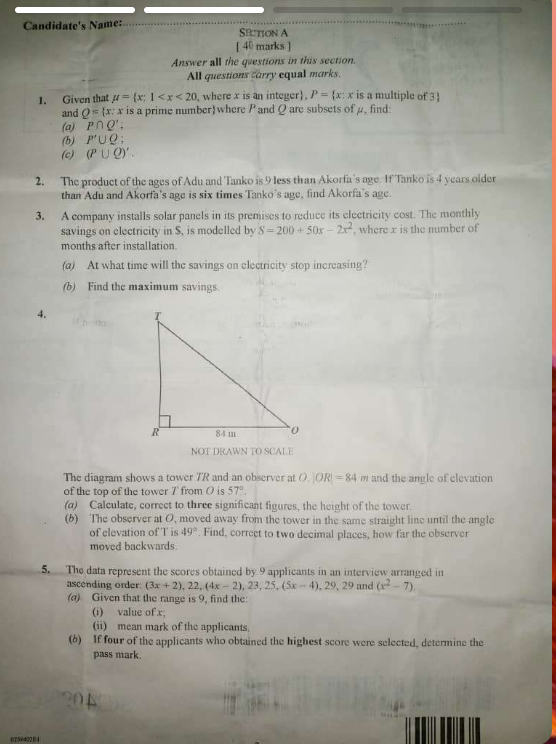 Candidate's Name:
SECTION A
[ 40 marks ]
Answer all the questions in this section.
All questions carry equal marks.
1. Given that μ = {x: 1 < x < 20, where x is an integer}, P = {x: x is a multiple of 3}
and Q = {x: x is a prime number} where P and Q are subsets of μ, find:
(a) P∩Q';
(b) P'∪Q;
(c) (P ∪ Q)'.
2. The product of the ages of Adu and Tanko is 9 less than Akorfa's age. If Tanko is 4 years older
than Adu and Akorfa's age is six times Tanko's age, find Akorfa's age.
3. A company installs solar panels in its premises to reduce its electricity cost. The monthly
savings on electricity in $, is modelled by S = 200 + 50x − 2x², where x is the number of
months after installation.
(a) At what time will the savings on electricity stop increasing?
(b) Find the maximum savings.
4.
T
R
84 m
O
NOT DRAWN TO SCALE
The diagram shows a tower TR and an observer at O. |OR| = 84 m and the angle of elevation
of the top of the tower T from O is 57°.
(a) Calculate, correct to three significant figures, the height of the tower.
(b) The observer at O, moved away from the tower in the same straight line until the angle
of elevation of T is 49°. Find, correct to two decimal places, how far the observer
moved backwards.
5. The data represent the scores obtained by 9 applicants in an interview arranged in
ascending order: (3x + 2), 22, (4x − 2), 23, 25, (5x − 4), 29, 29 and (x² − 7).
(a) Given that the range is 9, find the:
(i) value of x;
(ii) mean mark of the applicants.
(b) If four of the applicants who obtained the highest score were selected, determine the
pass mark.